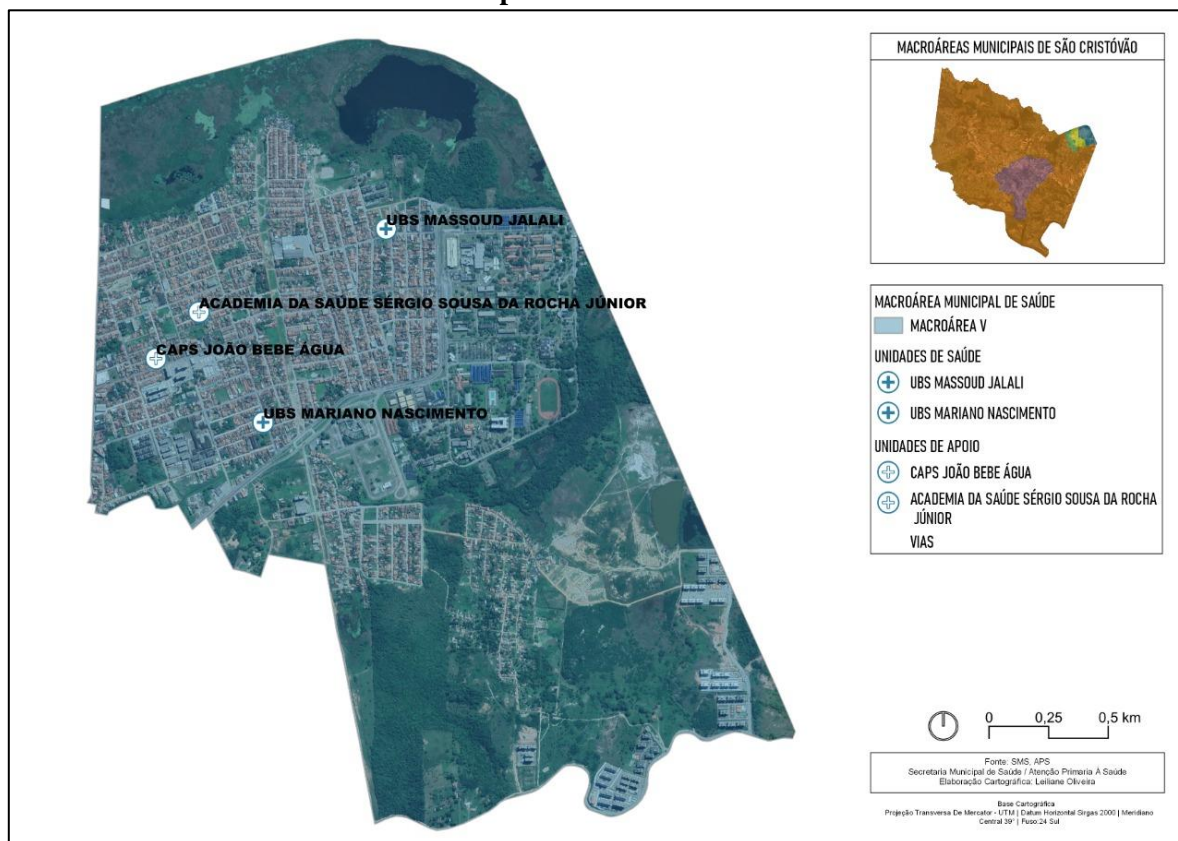 MACROÁREAS MUNICIPAIS DE SÃO CRISTÓVÃO
UBS MASSOUD JALALI
ACADEMIA DA SAÚDE SÉRGIO SOUSA DA ROCHA JÚNIOR
CAPS JOÃO BEBE ÁGUA
UBS MARIANO NASCIMENTO
MACROÁREA MUNICIPAL DE SAÚDE
MACROÁREA V
UNIDADES DE SAÚDE
UBS MASSOUD JALALI
UBS MARIANO NASCIMENTO
UNIDADES DE APOIO
CAPS JOÃO BEBE ÁGUA
ACADEMIA DA SAÚDE SÉRGIO SOUSA DA ROCHA
JÚNIOR
VIAS
0 0,25 0,5 km
Fonte: SMS, APS
Secretaria Municipal de Saúde / Atenção Primaria À Saúde
Elaboração Cartográfica: Leiliane Oliveira
Base Cartográfica
Projeção Transversa De Mercator - UTM | Datum Horizontal Sirgas 2000 | Meridiano
Central 39° | Fuso:24 Sul